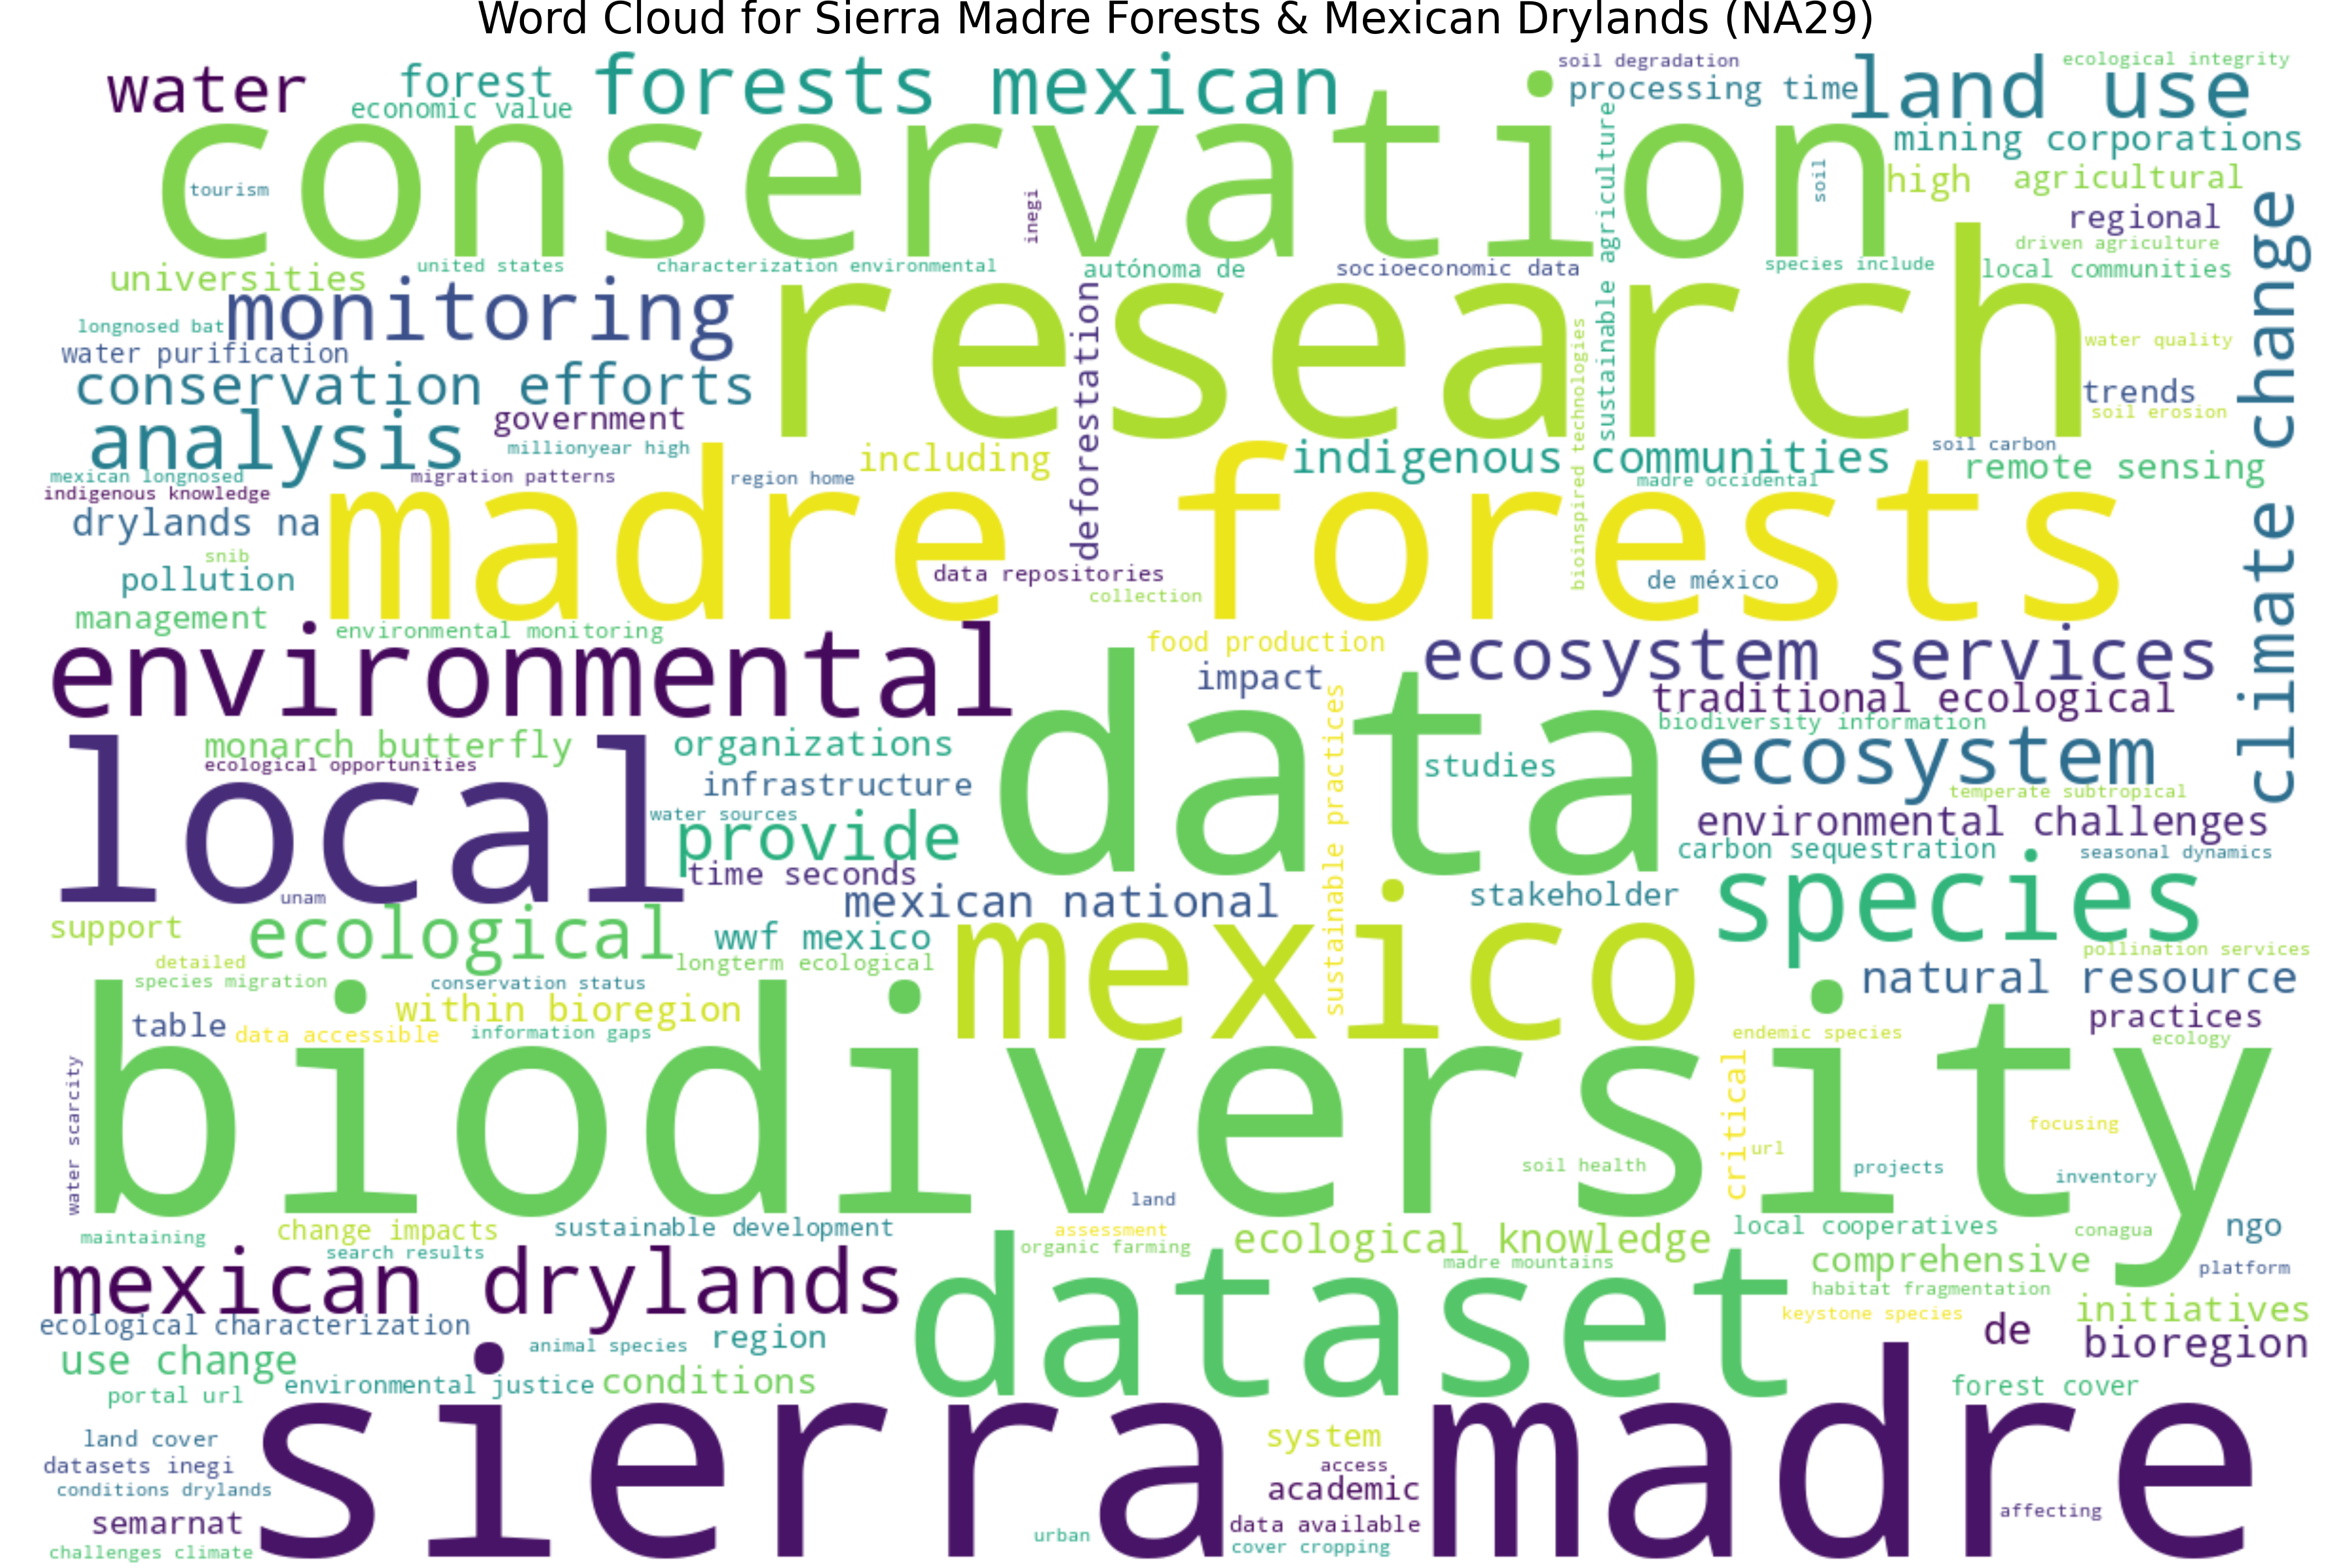 Word Cloud for Sierra Madre Forests & Mexican Drylands (NA29)
water
forest
economic value
forests mexican
soil degradation
processing time
land use
ecological integrity
mining corporations
conservation
tourism
inegi
sustainable agriculture
soil
high
agricultural
regional
driven agriculture
climate change
universities
united states
characterization environmental
autónoma de
socioeconomic data
species include
local communities
longnosed bat
monitoring
research
water purification
deforestation
bioinspired technologies
water quality
conservation efforts
trends
government
soil erosion
analysis
millionyear high
including
indigenous communities
soil carbon
remote sensing
mexican longnosed
migration patterns
region home
madre occidental
indigenous knowledge
drylands na
madre forests
snib
pollution
data repositories
de méxico
collection
management
environmental monitoring
food production
environmental
impact
ecosystem services
traditional ecological
biodiversity information
monarch butterfly
organizations
ecological opportunities
data
studies
ecosystem
local
infrastructure
sustainable practices
temperate subtropical
water sources
provide
environmental challenges
carbon sequestration
seasonal dynamics
time seconds
unam
mexican national
stakeholder
species
support
ecological
wwf mexico
mexico
detailed
longterm ecological
pollination services
species migration
conservation status
natural resource
within bioregion
table
data accessible
information gaps
practices
endemic species
ecology
water scarcity
biodiversity
critical
focusing
url
soil health
projects
inventory
land
maintaining
change impacts
sustainable development
assessment
organic farming
ecological knowledge
local cooperatives
conagua
ngo
search results
madre mountains
comprehensive
platform
mexican drylands
dataset
habitat fragmentation
keystone species
initiatives
ecological characterization
animal species
region
de
bioregion
use change
environmental justice
conditions
portal url
forest cover
sierra madre
land cover
system
datasets inegi
access
conditions drylands
academic
affecting
semarnat
data available
urban
cover cropping
challenges climate